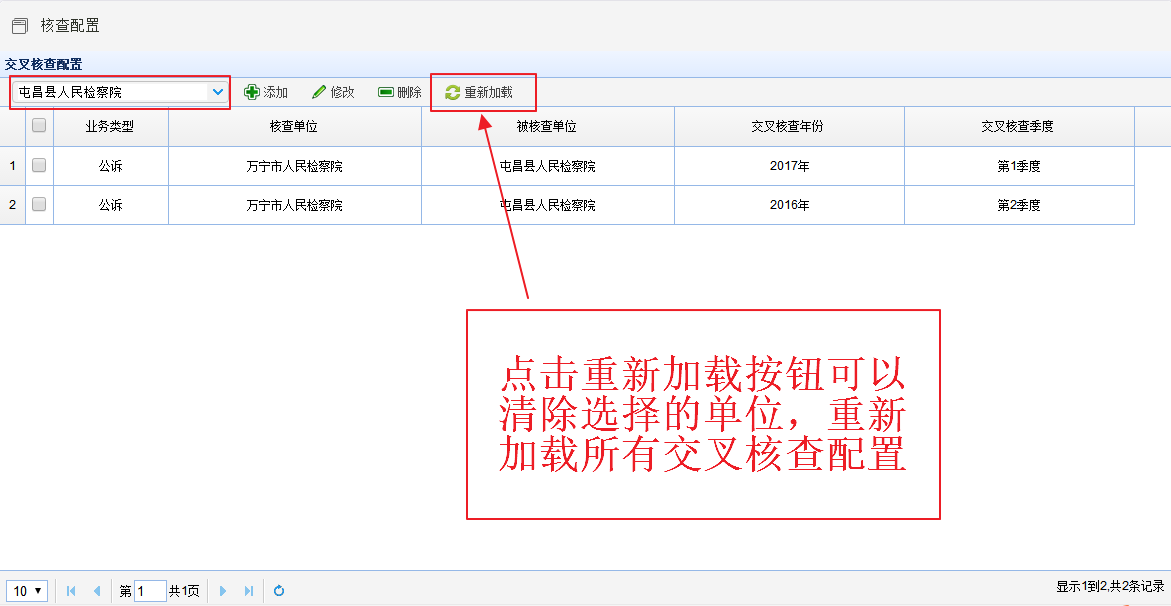 核查配置
交叉核查配置
屯昌县人民检察院 添加 修改 删除 重新加载
业务类型 核查单位 被核查单位 交叉核查年份 交叉核查季度
1 公诉 万宁市人民检察院 屯昌县人民检察院 2017年 第1季度
2 公诉 万宁市人民检察院 屯昌县人民检察院 2016年 第2季度
点击重新加载按钮可以
清除选择的单位，重新
加载所有交叉核查配置
10 第 1 共1页 显示1到2,共2条记录